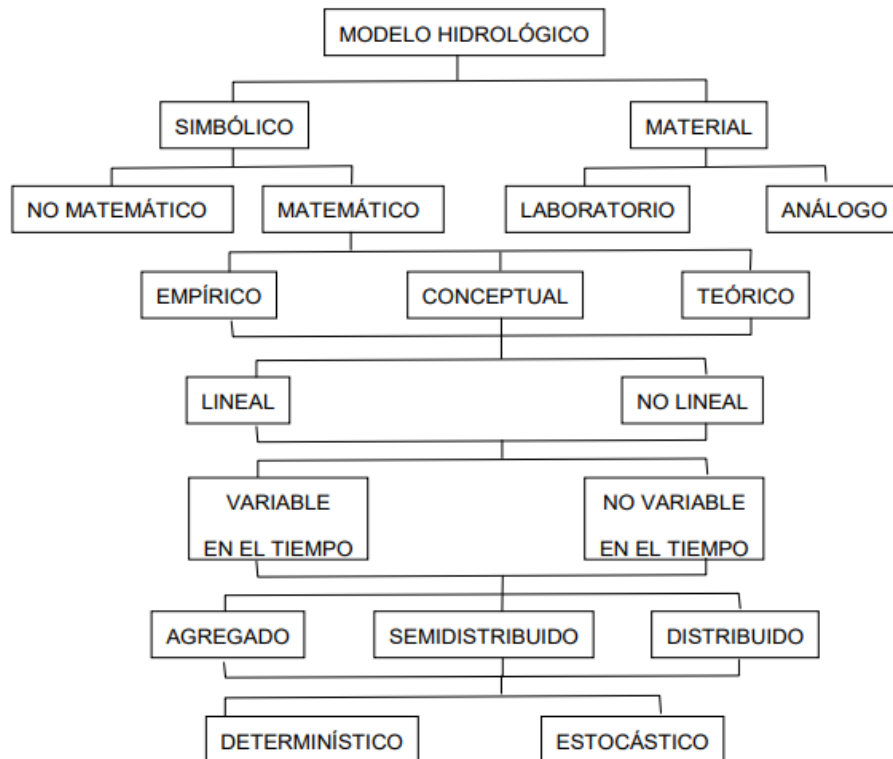 MODELO HIDROLÓGICO
SIMBÓLICO
MATERIAL
NO MATEMÁTICO
MATEMÁTICO
LABORATORIO
ANÁLOGO
EMPÍRICO
CONCEPTUAL
TEÓRICO
LINEAL
NO LINEAL
VARIABLE
EN EL TIEMPO
NO VARIABLE
EN EL TIEMPO
AGREGADO
SEMIDISTRIBUIDO
DISTRIBUIDO
DETERMINÍSTICO
ESTOCÁSTICO